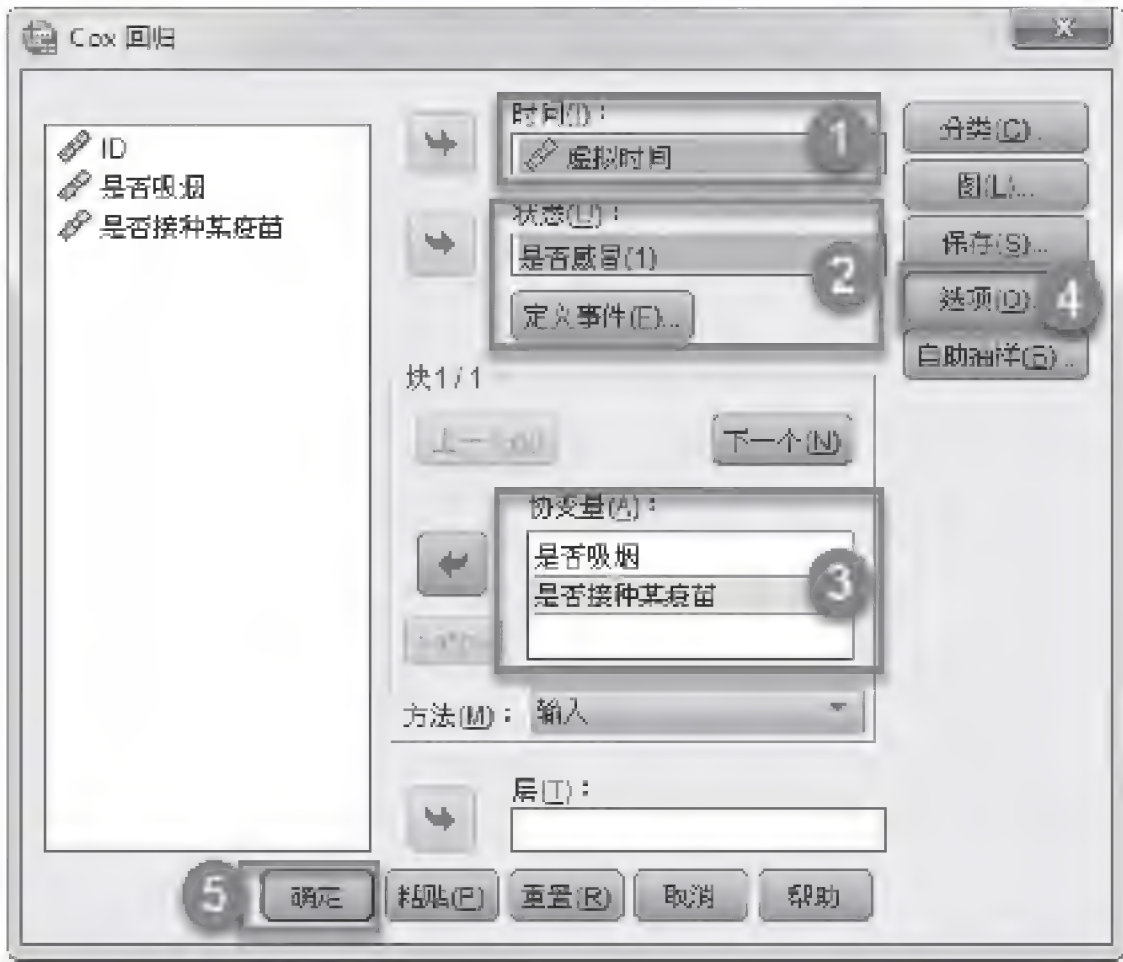 Cox 回归
ID
是否吸烟
是否接种某疫苗
时间(I)：
虚拟时间
1
状态(U)：
是否感冒(1)
定义事件(F)...
2
块1 / 1
下一个(N)
协变量(A)：
是否吸烟
是否接种某疫苗
3
方法(M)：
输入
层(T)：
分类(C)...
图(L)...
保存(S)...
选项(O)...
4
自助抽样(B)...
5
确定
粘贴(P)
重置(R)
取消
帮助